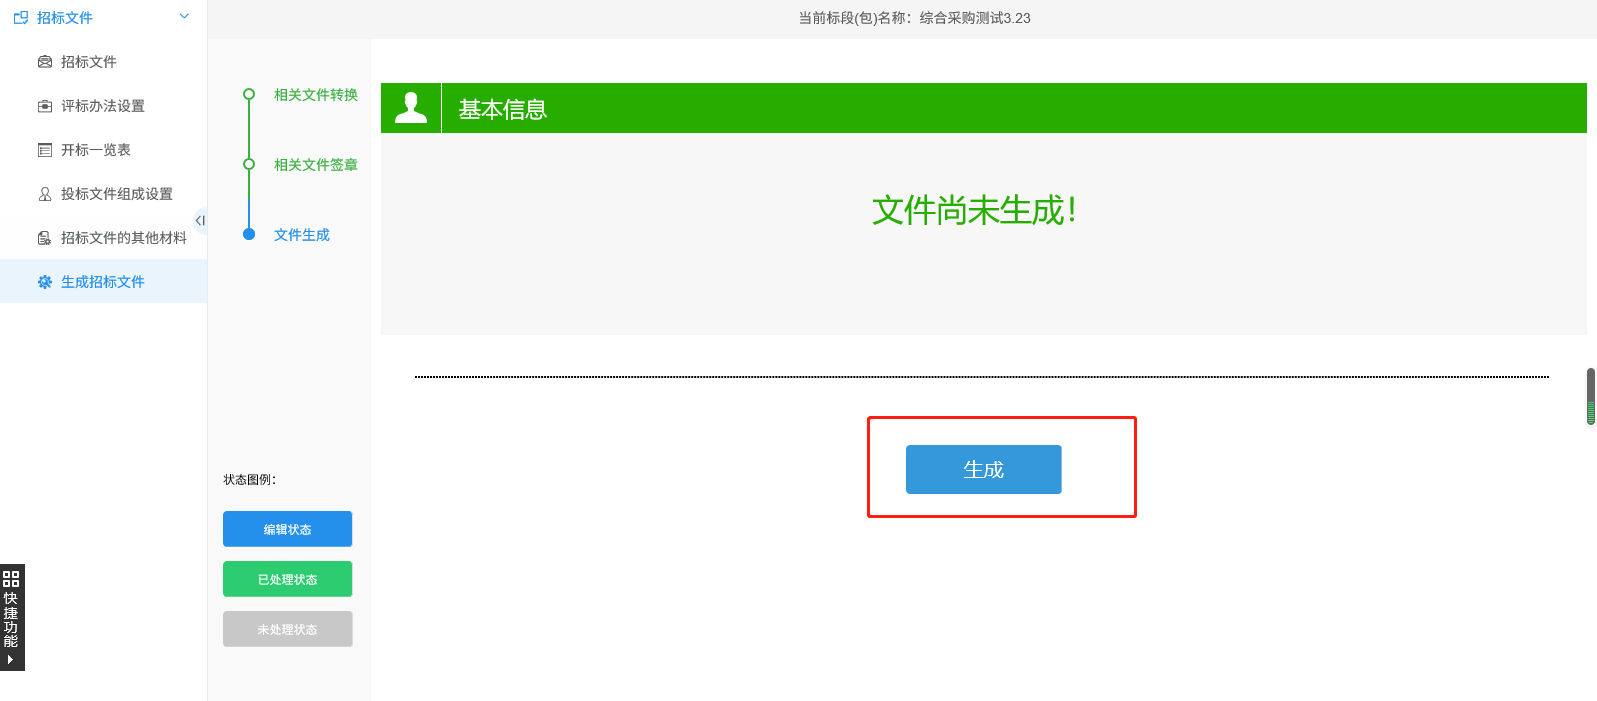 招标文件
当前标段(包)名称：综合采购测试3.23
招标文件
评标办法设置
开标一览表
投标文件组成设置
招标文件的其他材料
生成招标文件
相关文件转换
相关文件签章
文件生成
基本信息
文件尚未生成！
生成
状态图例：
编辑状态
已处理状态
未处理状态
快捷功能